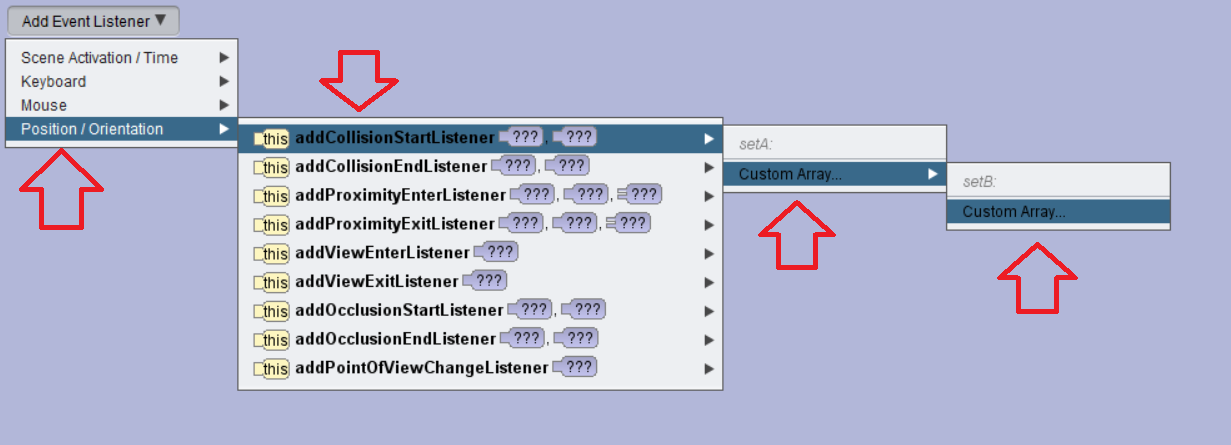 Add Event Listener ▼
Scene Activation / Time
Keyboard
Mouse
Position / Orientation
this addCollisionStartListener ???, ???
this addCollisionEndListener ???, ???
this addProximityEnterListener ???, ???, ???
this addProximityExitListener ???, ???, ???
this addViewEnterListener ???
this addViewExitListener ???
this addOcclusionStartListener ???, ???
this addOcclusionEndListener ???, ???
this addPointOfViewChangeListener ???
setA:
Custom Array...
setB:
Custom Array...